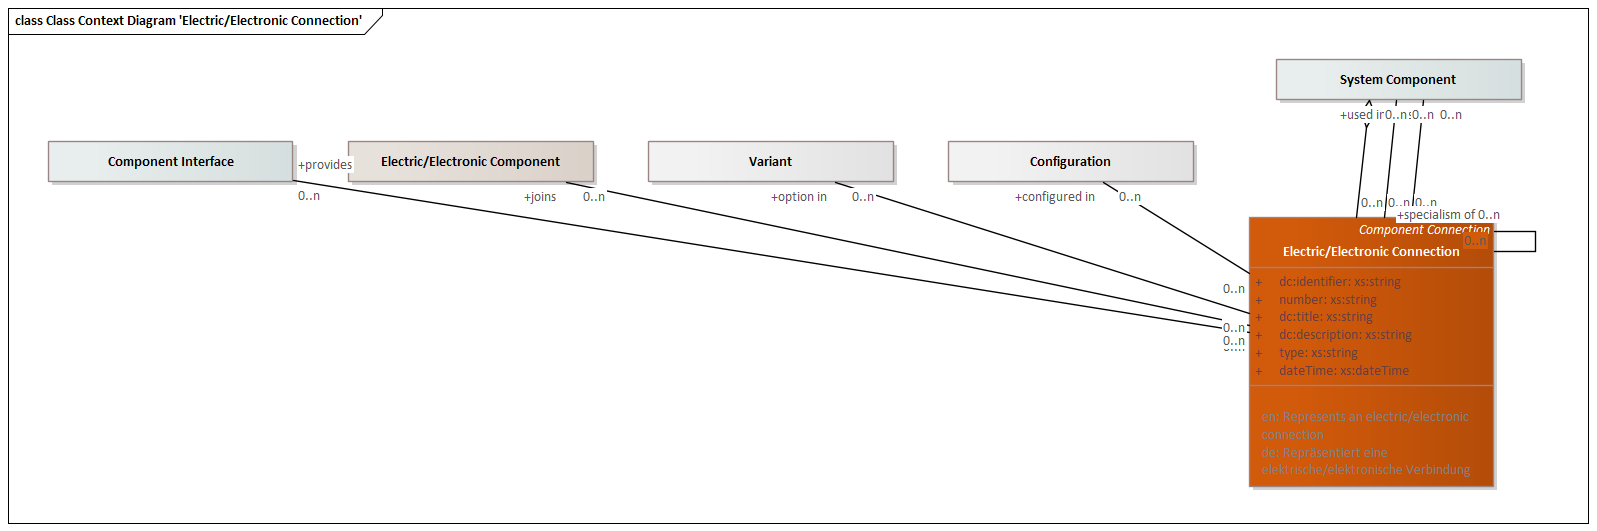 class Class Context Diagram 'Electric/Electronic Connection'
System Component
+used in
0..n
0..n
0..n
Component Interface
+provides
0..n
Electric/Electronic Component
+joins
0..n
Variant
+option in
0..n
Configuration
+configured in
0..n
0..n
0..n
0..n
+specialism of 0..n
Component Connection
0..n
Electric/Electronic Connection
0..n
0..n
0..n
+ dc:identifier: xs:string
+ number: xs:string
+ dc:title: xs:string
+ dc:description: xs:string
+ type: xs:string
+ dateTime: xs:dateTime
en: Represents an electric/electronic
connection
de: Repräsentiert eine
elektrische/elektronische Verbindung